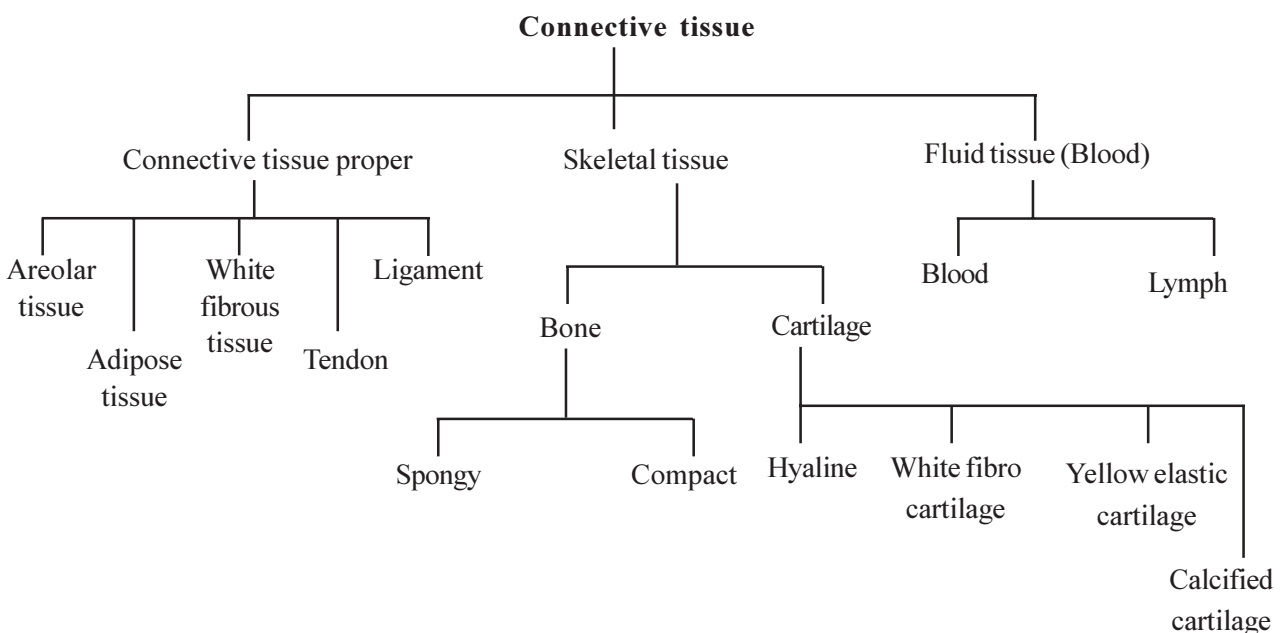 Connective tissue
Connective tissue proper
Skeletal tissue
Fluid tissue (Blood)
Areolar
tissue
Adipose
tissue
White
fibrous
tissue
Tendon
Ligament
Blood
Lymph
Bone
Cartilage
Spongy
Compact
Hyaline
White fibro
cartilage
Yellow elastic
cartilage
Calcified
cartilage